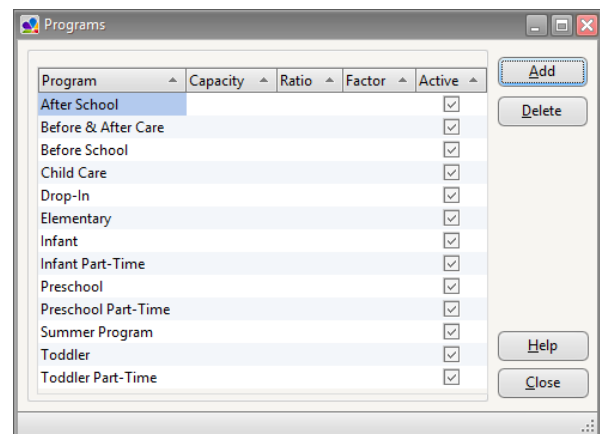 Programs
Program Capacity Ratio Factor Active
After School
Before & After Care
Before School
Child Care
Drop-In
Elementary
Infant
Infant Part-Time
Preschool
Preschool Part-Time
Summer Program
Toddler
Toddler Part-Time
Add
Delete
Help
Close